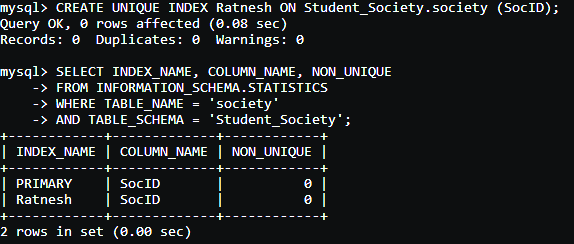 mysql> CREATE UNIQUE INDEX Ratnesh ON Student_Society.society (SocID);
Query OK, 0 rows affected (0.08 sec)
Records: 0  Duplicates: 0  Warnings: 0

mysql> SELECT INDEX_NAME, COLUMN_NAME, NON_UNIQUE
    -> FROM INFORMATION_SCHEMA.STATISTICS
    -> WHERE TABLE_NAME = 'society'
    -> AND TABLE_SCHEMA = 'Student_Society';
+------------+-------------+------------+
| INDEX_NAME | COLUMN_NAME | NON_UNIQUE |
+------------+-------------+------------+
| PRIMARY    | SocID       |          0 |
| Ratnesh    | SocID       |          0 |
+------------+-------------+------------+
2 rows in set (0.00 sec)